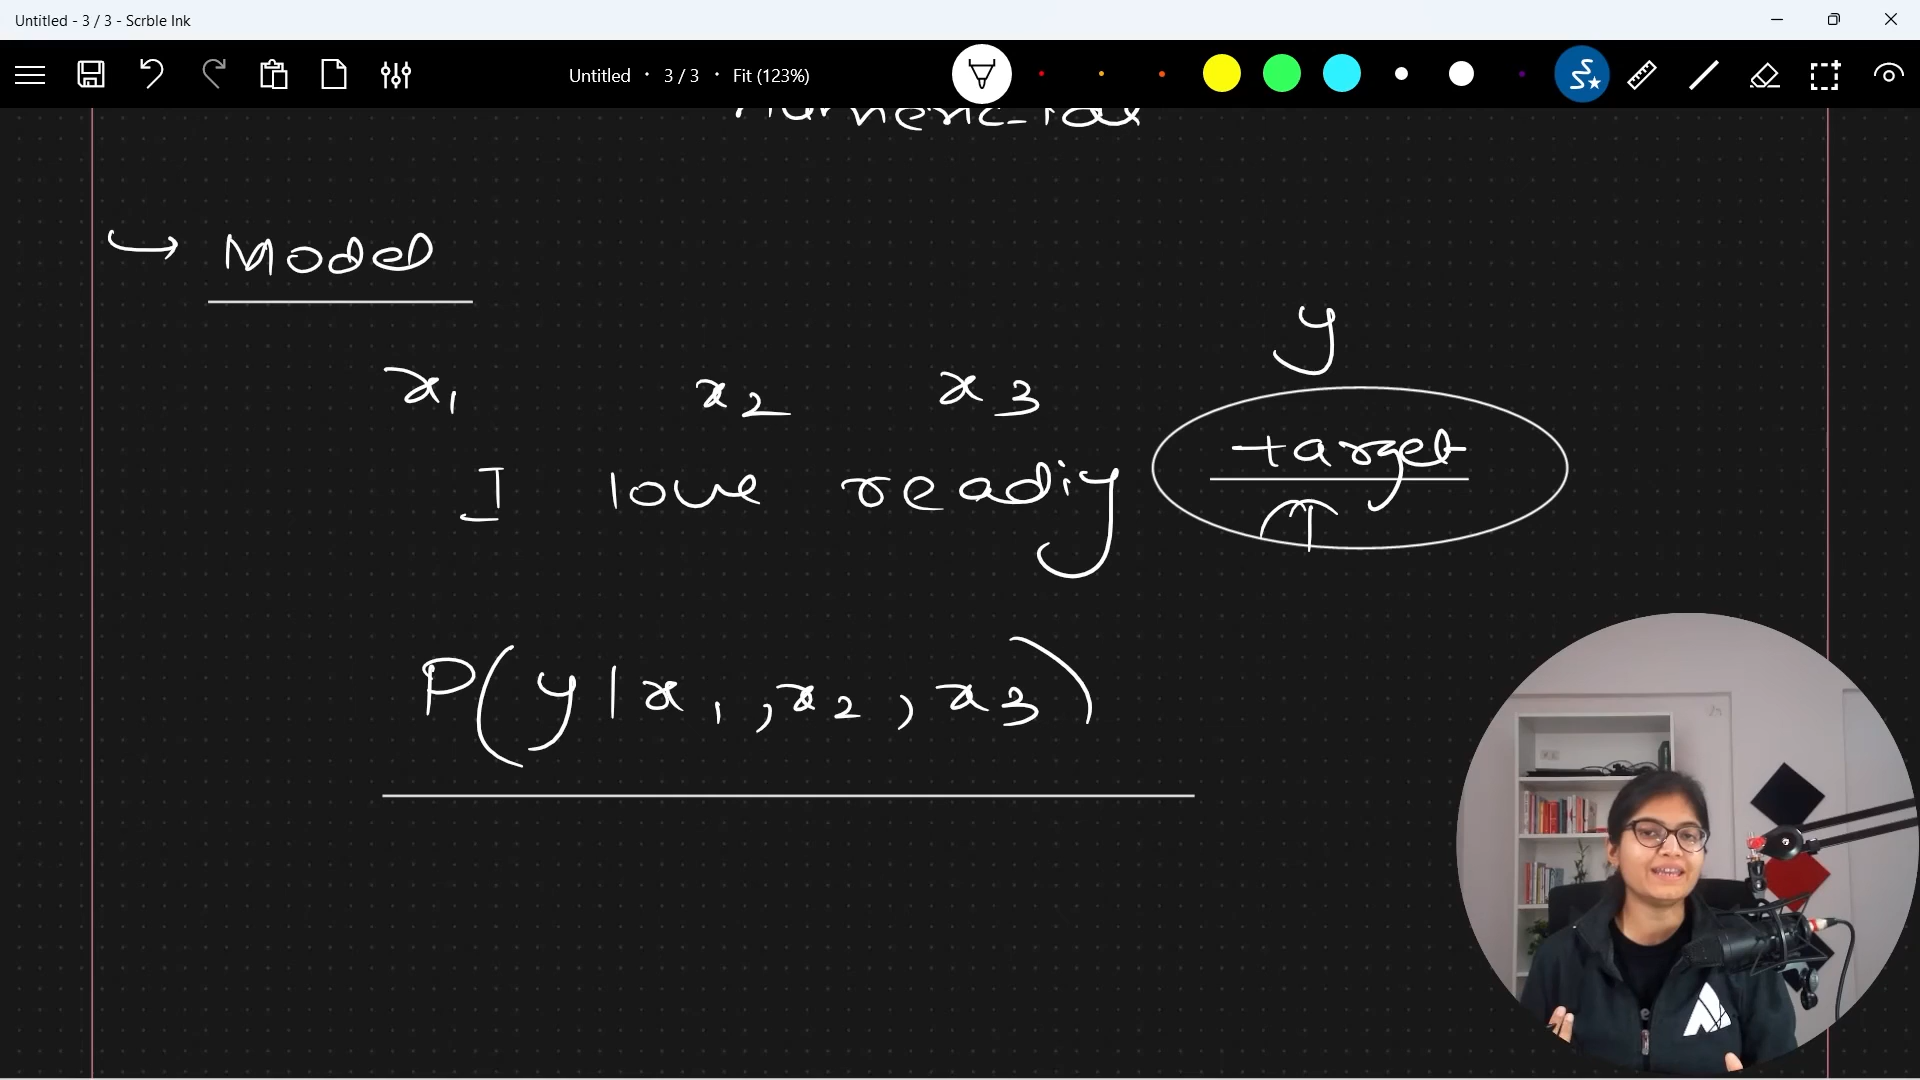 Untitled - 3 / 3 - Scrble Ink
Untitled • 3 / 3 • Fit (123%)
Model
x1 x2 x3 y
I love readiy target
P(y|x1, x2, x3)